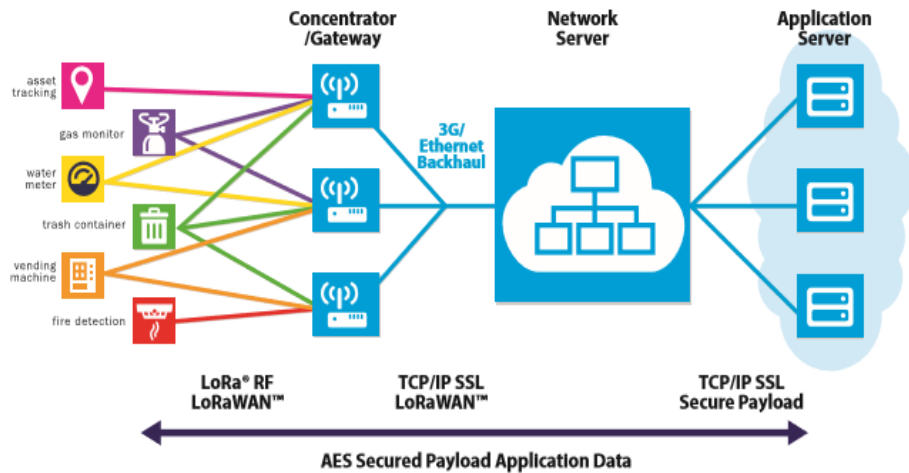 Concentrator
/Gateway
Network
Server
Application
Server
asset
tracking
gas monitor
water
meter
trash container
vending
machine
fire detection
3G/
Ethernet
Backhaul
LoRa® RF
LoRaWAN™
TCP/IP SSL
LoRaWAN™
TCP/IP SSL
Secure Payload
AES Secured Payload Application Data